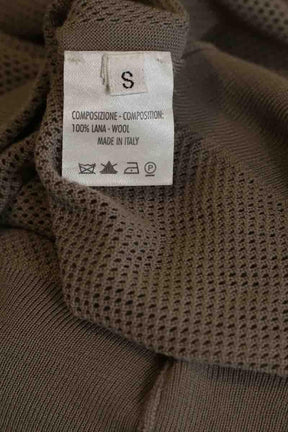 S
COMPOSIZIONE - COMPOSITION:
100% LANA - WOOL
MADE IN ITALY
P